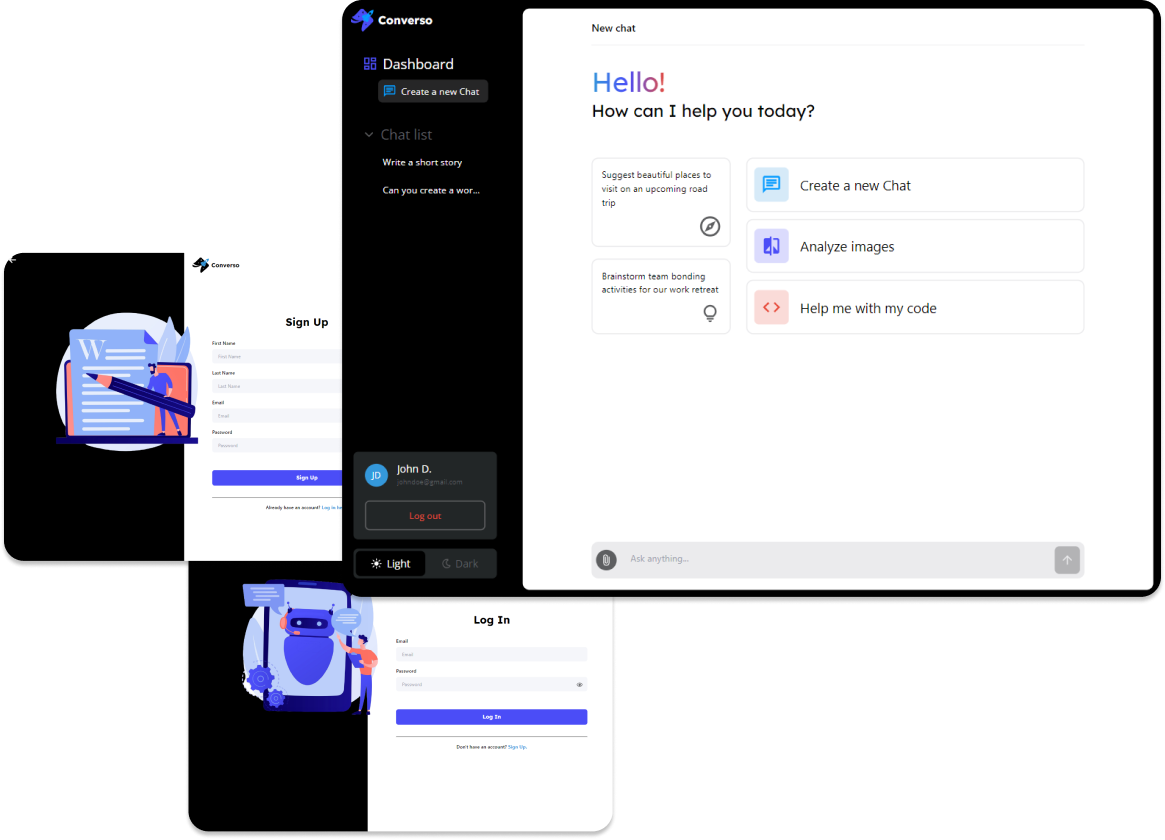 Converso
Dashboard
Create a new Chat
Chat list
Write a short story
Can you create a wor...
John D.
johndoe@gmail.com
Log out
Light
Dark
New chat
Hello!
How can I help you today?
Suggest beautiful places to
visit on an upcoming road
trip
Brainstorm team bonding
activities for our work retreat
Create a new Chat
Analyze images
Help me with my code
Ask anything...
Converso
W
Sign Up
First Name
First Name
Last Name
Last Name
Email
Email
Password
Password
Sign Up
Already have an account? Log In
Log In
Email
Email
Password
Password
Log In
Don't have an account? Sign Up.
JD